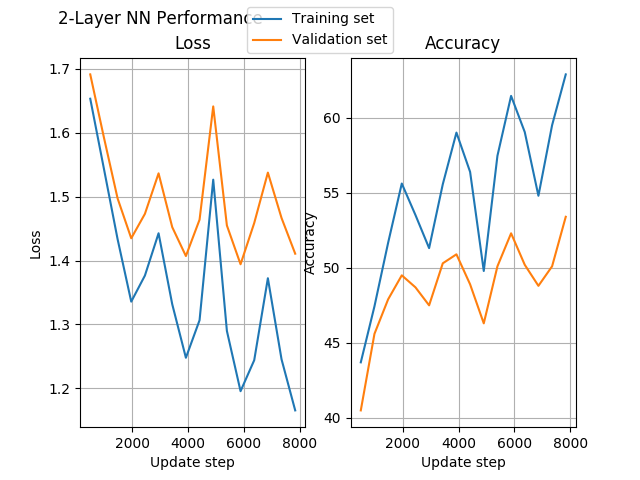 2-Layer NN Performance
Training set
Validation set
Loss
Accuracy
1.7
1.6
1.5
1.4
1.3
1.2
Loss
2000
4000
6000
8000
Update step
60
55
50
45
40
Accuracy
2000
4000
6000
8000
Update step